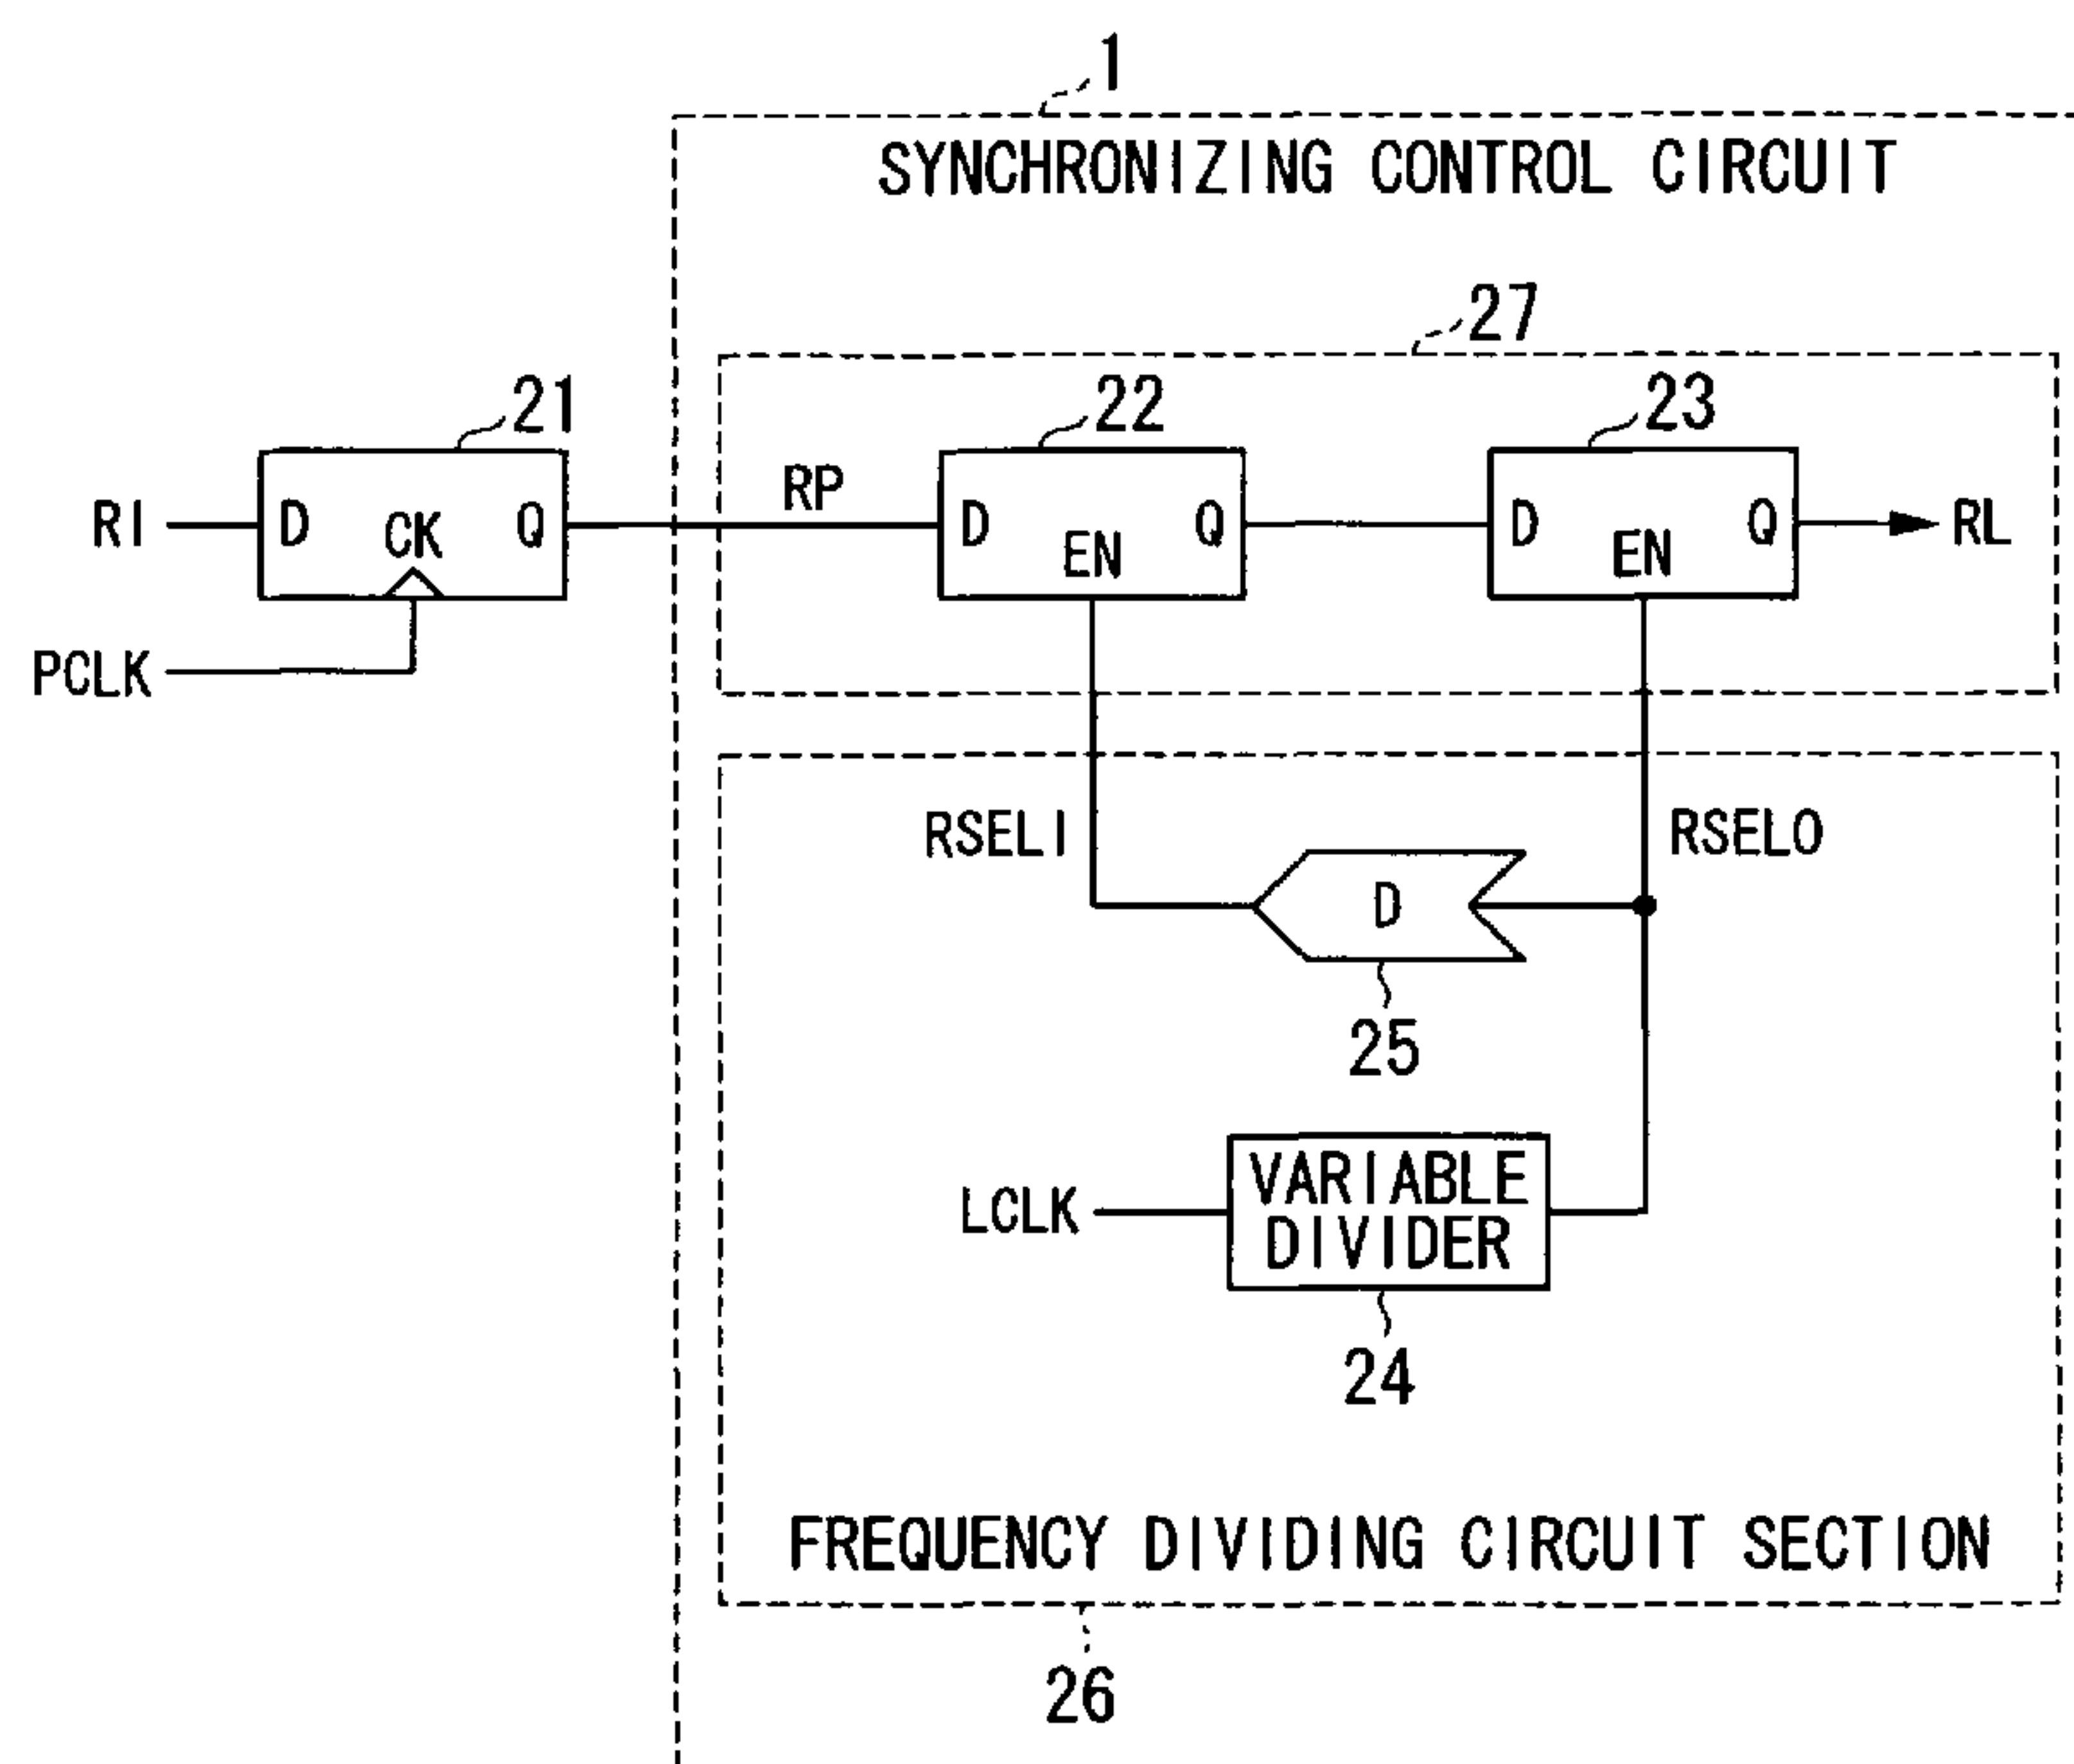 1
SYNCHRONIZING CONTROL CIRCUIT
27
21
22
23
RI
D
CK
Q
RP
D
EN
Q
D
EN
Q
RL
PCLK
RSELI
D
RSELO
25
LCLK
VARIABLE
DIVIDER
24
FREQUENCY DIVIDING CIRCUIT SECTION
26